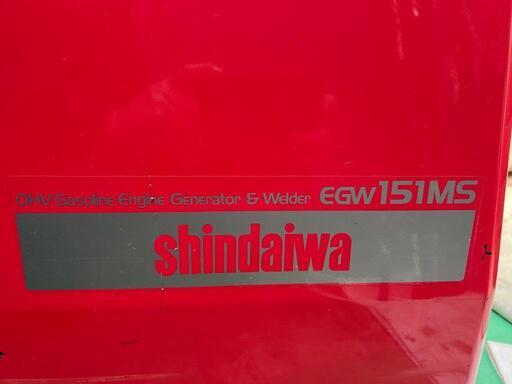 OHV Gasoline Engine Generator & Welder EGW151MS
shindaiwa